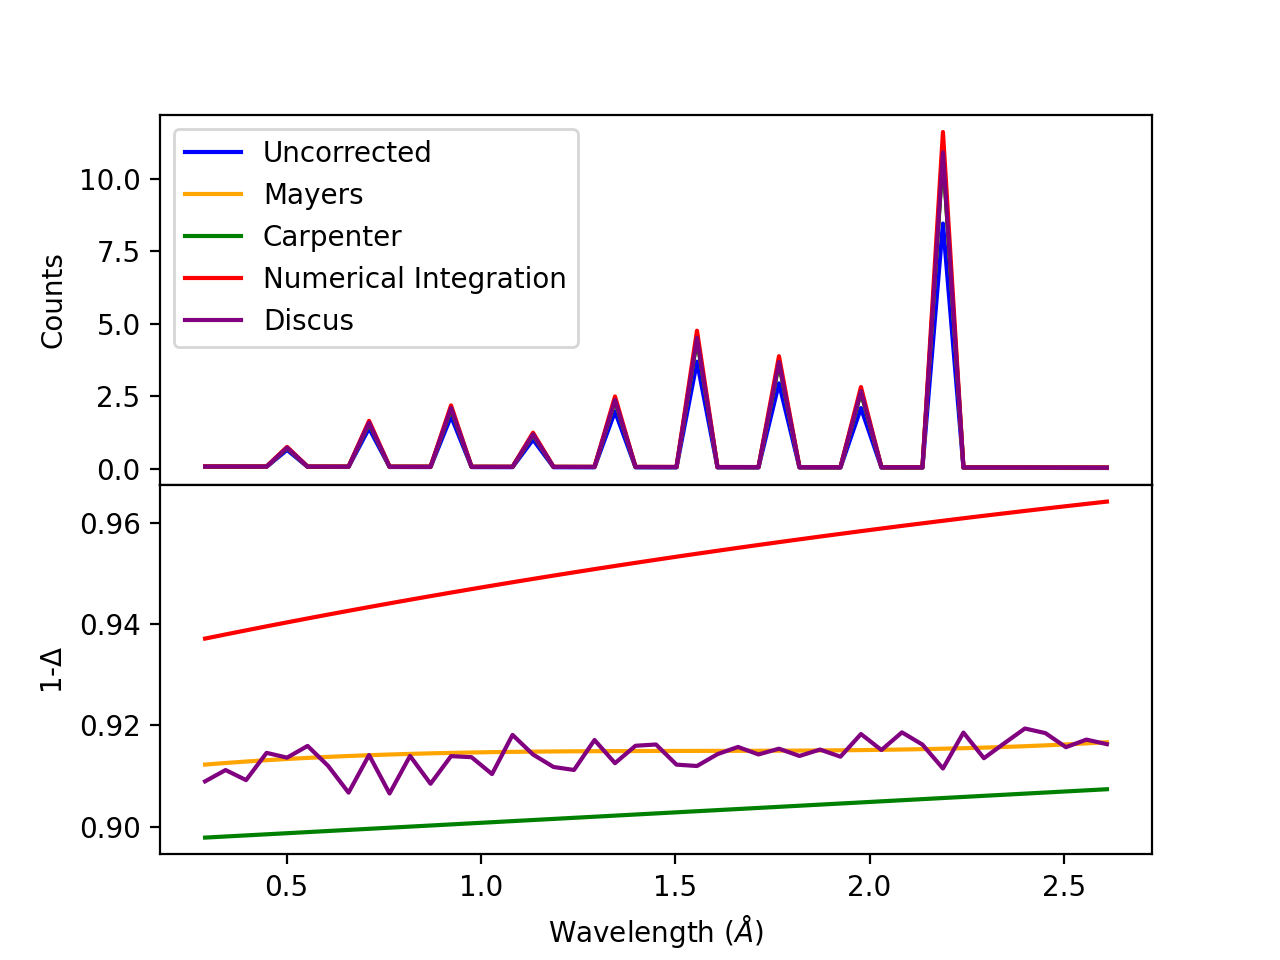 Uncorrected
Mayers
Carpenter
Numerical Integration
Discus
Counts
10.0
7.5
5.0
2.5
0.0
1-Δ
0.96
0.94
0.92
0.90
0.5 1.0 1.5 2.0 2.5
Wavelength (Å)